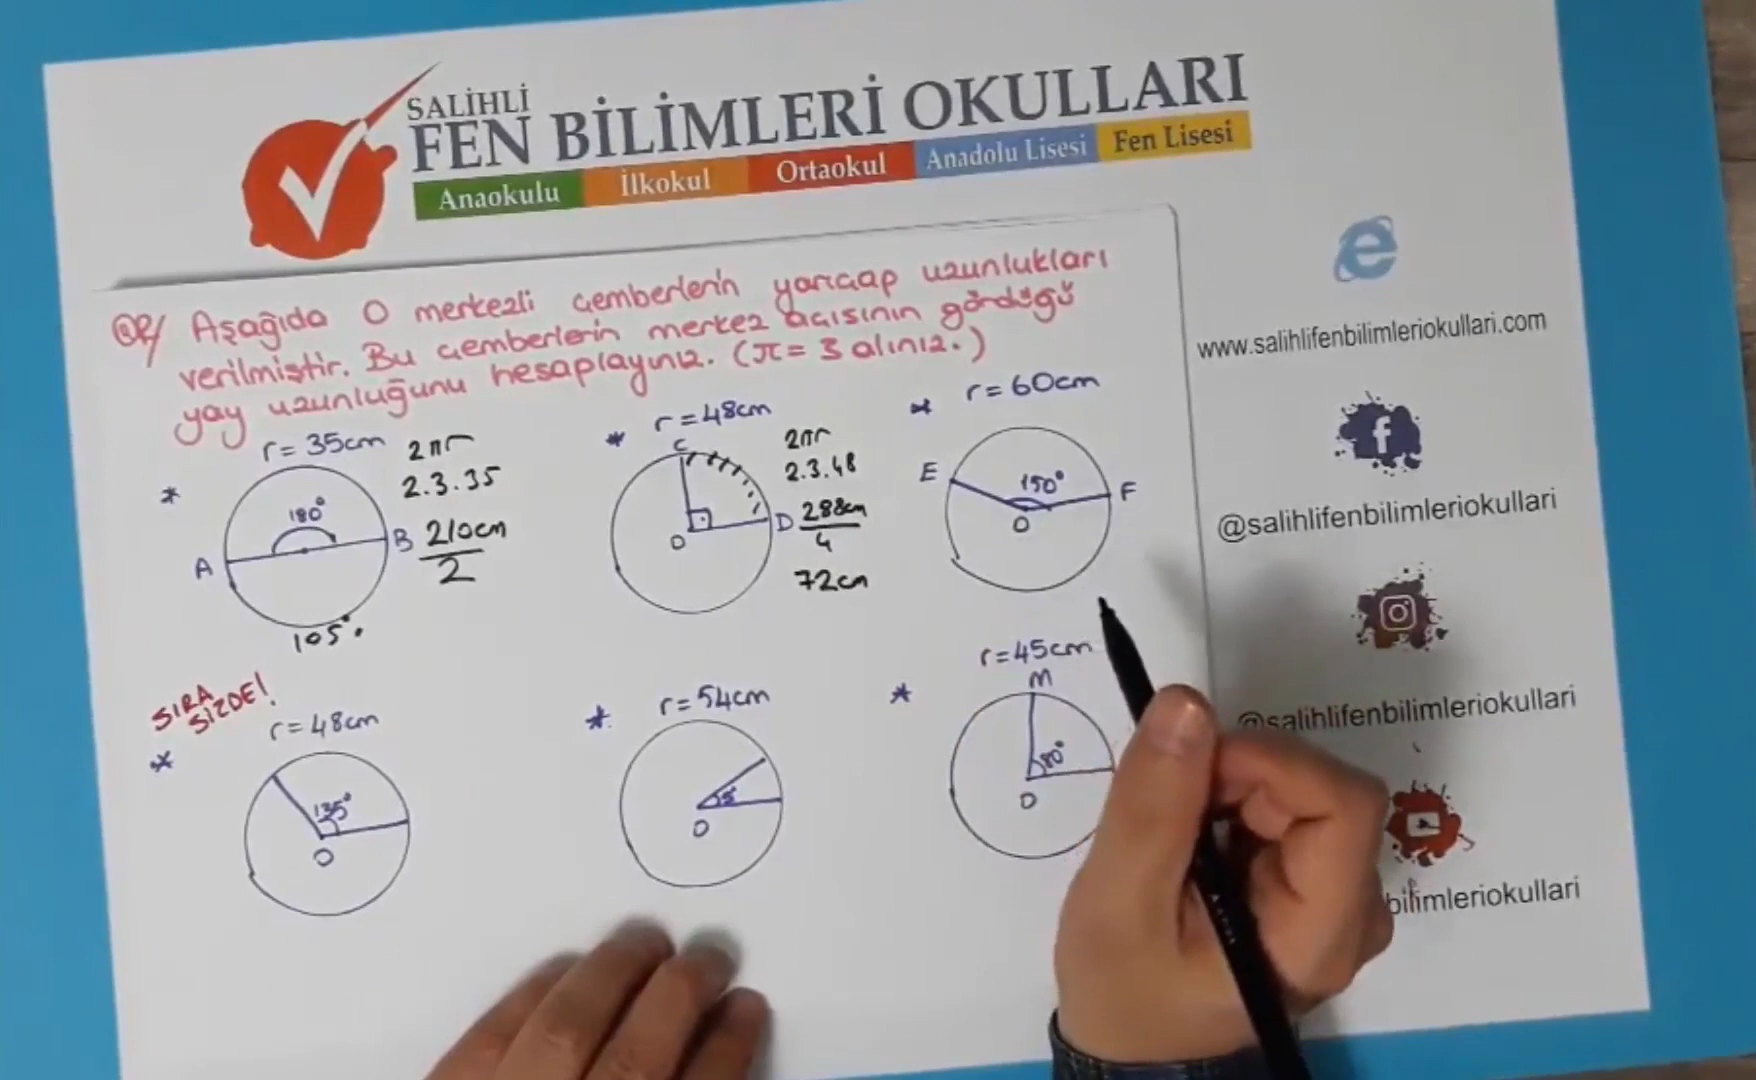 SALİHLİ
FEN BİLİMLERİ OKULLARI
Anaokulu İlkokul Ortaokul Anadolu Lisesi Fen Lisesi
Aşağıda O merkezli çemberlerin yarıçap uzunlukları
verilmiştir. Bu çemberlerin merkez açısının gördüğü
yay uzunluğunu hesaplayınız. (π = 3 alınız.)
* r = 35cm
180°
A
B
2πr
2.3.35
210cm
2
105
* r = 48cm
C
D
O
2πr
2.3.48
288cm
4
72cm
* r = 60cm
E
150°
F
O
SIRA
SİZDE!
* r = 48cm
135°
O
* r = 54cm
O
* r = 45cm
M
80°
O
www.salihlifenbilimleriokullari.com
f
@salihlifenbilimleriokullari
@salihlifenbilimleriokullari
bilimleriokullari